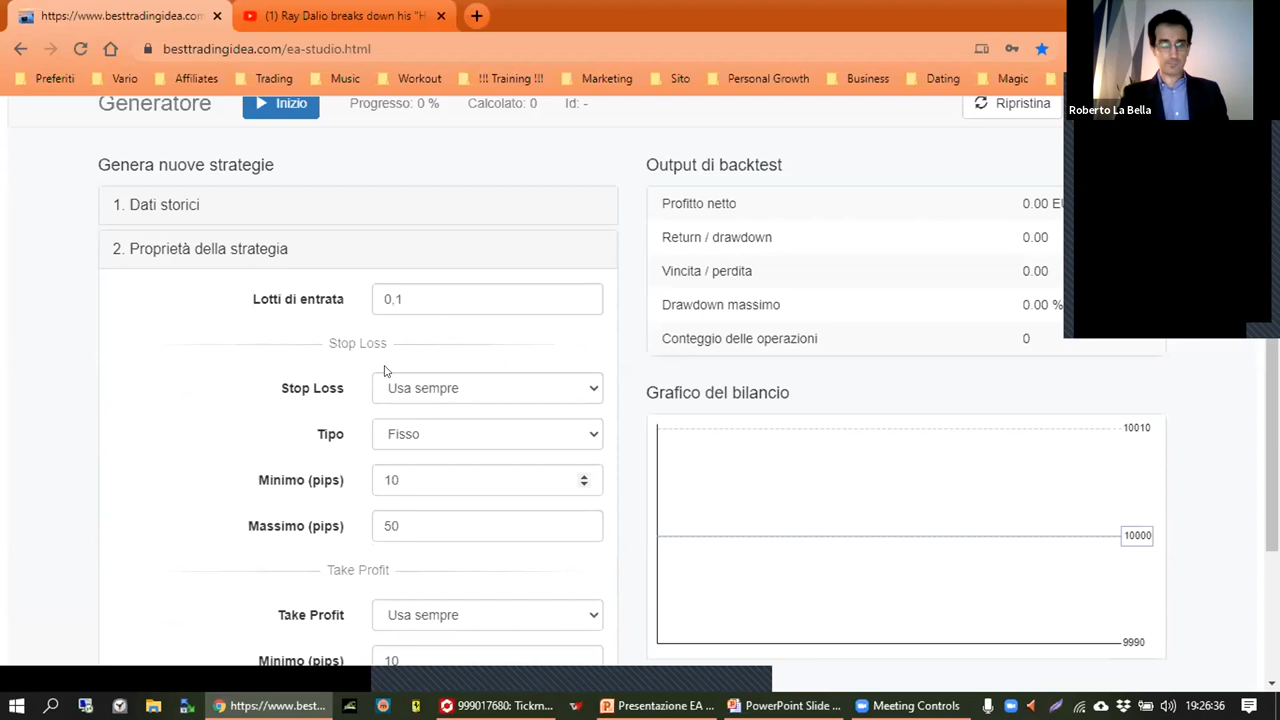 https://www.besttradingidea.com
(1) Ray Dalio breaks down his "H
besttradingidea.com/ea-studio.html
Preferiti
Vario
Affiliates
Trading
Music
Workout
!!! Training !!!
Marketing
Sito
Personal Growth
Business
Dating
Magic
Roberto La Bella
Generatore
Inizio
Progresso: 0 %
Calcolato: 0
Id: -
Ripristina
Genera nuove strategie
1. Dati storici
2. Proprietà della strategia
Lotti di entrata
0,1
Stop Loss
Stop Loss
Usa sempre
Tipo
Fisso
Minimo (pips)
10
Massimo (pips)
50
Take Profit
Take Profit
Usa sempre
Minimo (pips)
10
Output di backtest
Profitto netto
0.00 EU
Return / drawdown
0.00
Vincita / perdita
0.00
Drawdown massimo
0.00 %
Conteggio delle operazioni
0
Grafico del bilancio
10010
10000
9990
https://www.best...
999017680: Tickm...
Presentazione EA ...
PowerPoint Slide ...
Meeting Controls
19:26:36